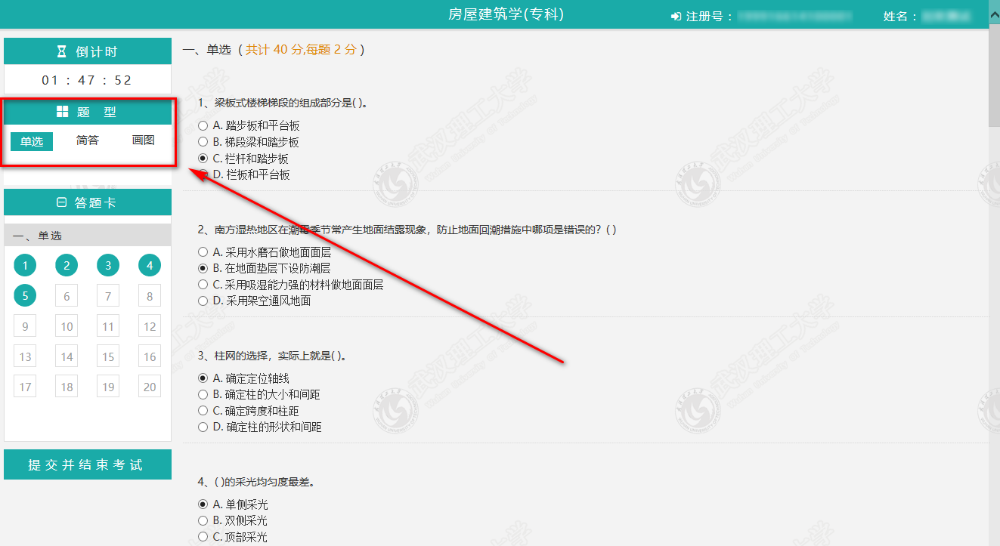 房屋建筑学(专科)
注册号：
姓名：
倒计时
01 : 47 : 52
题 型
单选 简答 画图
答题卡
一、单选
1 2 3 4
5 6 7 8
9 10 11 12
13 14 15 16
17 18 19 20
提交并结束考试
一、单选（共计 40 分,每题 2 分）
1、梁板式楼梯梯段的组成部分是( )。
A. 踏步板和平台板
B. 梯段梁和踏步板
C. 栏杆和踏步板
D. 栏板和平台板
2、南方湿热地区在潮霉季节常产生地面结露现象，防止地面回潮措施中哪项是错误的？( )
A. 采用水磨石做地面面层
B. 在地面垫层下设防潮层
C. 采用吸湿能力强的材料做地面面层
D. 采用架空通风地面
3、柱网的选择，实际上就是( )。
A. 确定定位轴线
B. 确定柱的大小和间距
C. 确定跨度和柱距
D. 确定柱的形状和间距
4、( )的采光均匀度最差。
A. 单侧采光
B. 双侧采光
C. 顶部采光
武汉理工大学
Wuhan University of Technology